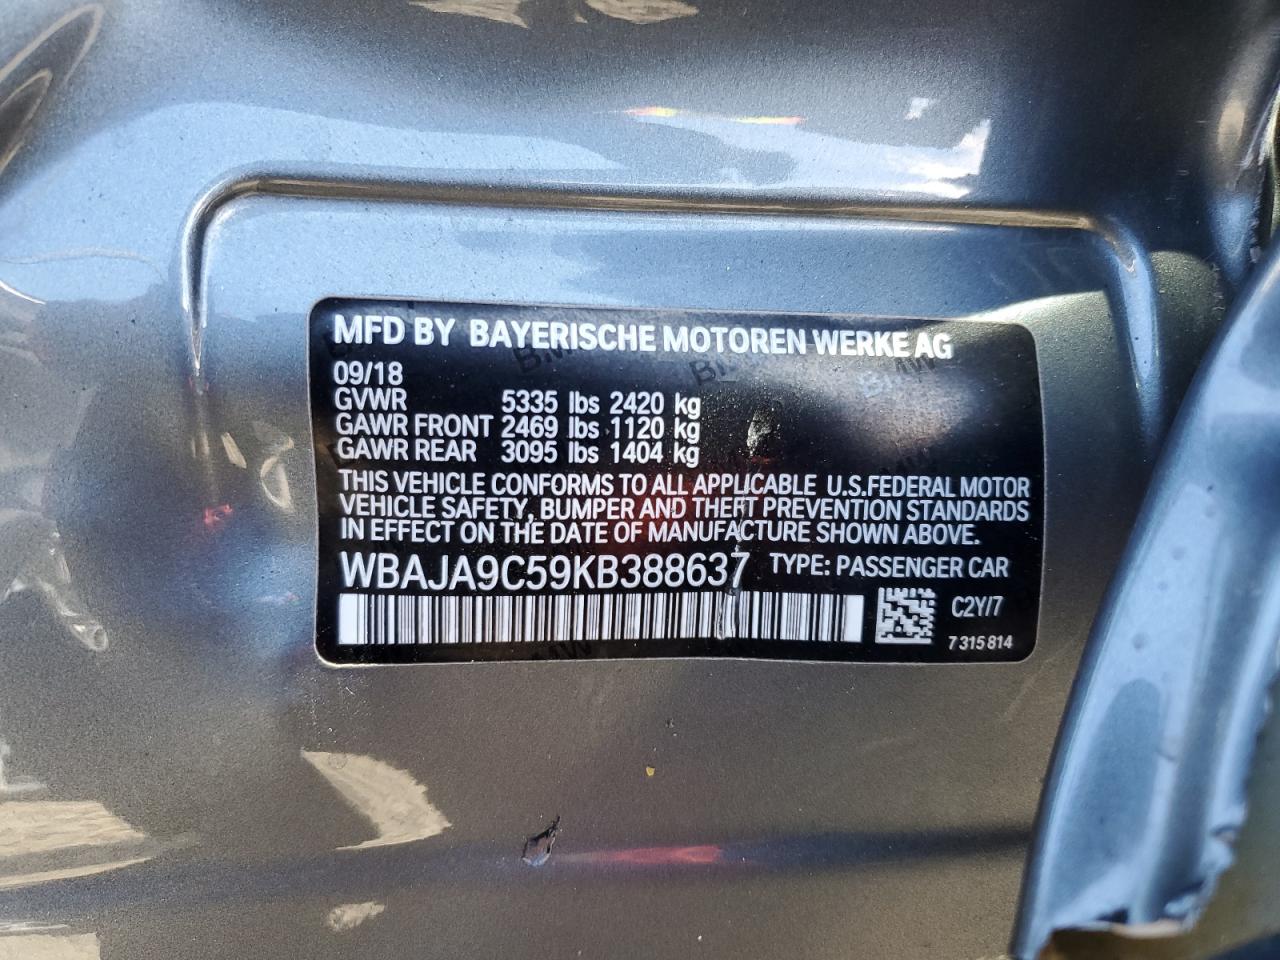 MFD BY BAYERISCHE MOTOREN WERKE AG
09/18
GVWR 5335 lbs 2420 kg
GAWR FRONT 2469 lbs 1120 kg
GAWR REAR 3095 lbs 1404 kg
THIS VEHICLE CONFORMS TO ALL APPLICABLE U.S.FEDERAL MOTOR
VEHICLE SAFETY, BUMPER AND THEFT PREVENTION STANDARDS
IN EFFECT ON THE DATE OF MANUFACTURE SHOWN ABOVE.
WBAJA9C59KB388637 TYPE: PASSENGER CAR
C2Y/7
7 315 814